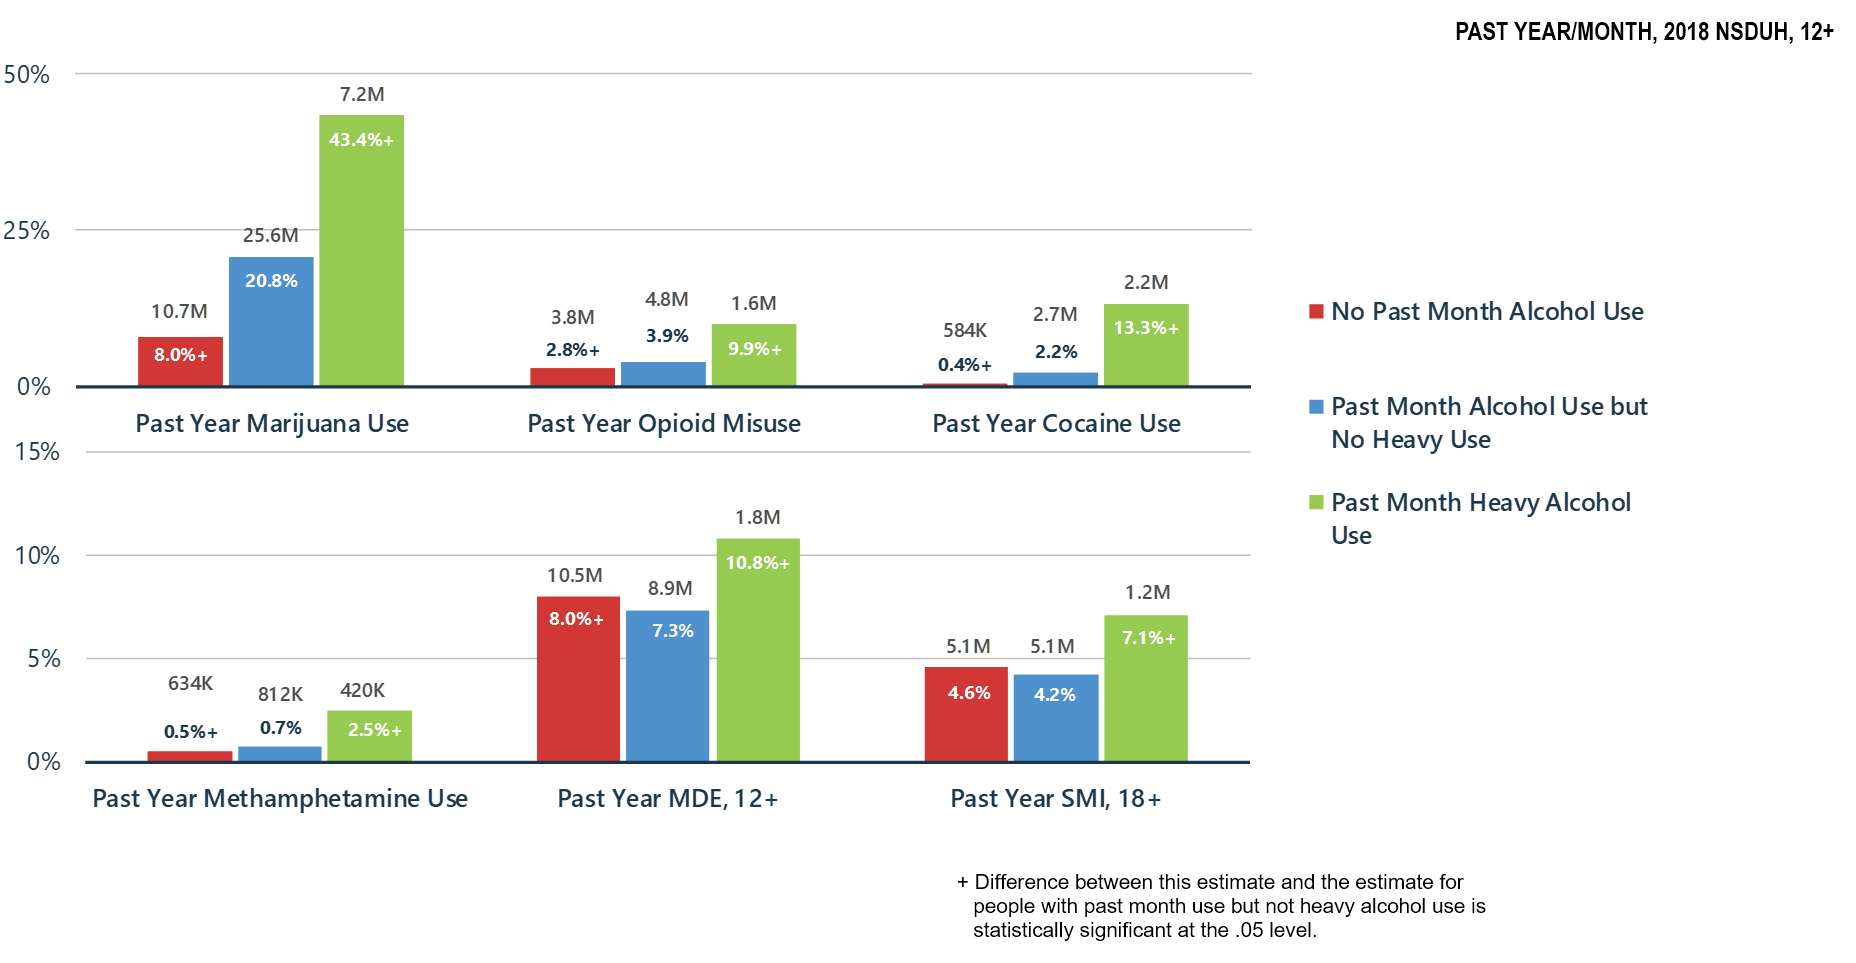 PAST YEAR/MONTH, 2018 NSDUH, 12+
50%
25%
0%
10.7M
8.0%+
25.6M
20.8%
7.2M
43.4%+
3.8M
2.8%+
4.8M
3.9%
1.6M
9.9%+
584K
0.4%+
2.7M
2.2%
2.2M
13.3%+
Past Year Marijuana Use
Past Year Opioid Misuse
Past Year Cocaine Use
15%
10%
5%
0%
634K
0.5%+
812K
0.7%
420K
2.5%+
10.5M
8.0%+
8.9M
7.3%
1.8M
10.8%+
5.1M
4.6%
5.1M
4.2%
1.2M
7.1%+
Past Year Methamphetamine Use
Past Year MDE, 12+
Past Year SMI, 18+
No Past Month Alcohol Use
Past Month Alcohol Use but
No Heavy Use
Past Month Heavy Alcohol
Use
+ Difference between this estimate and the estimate for
people with past month use but not heavy alcohol use is
statistically significant at the .05 level.